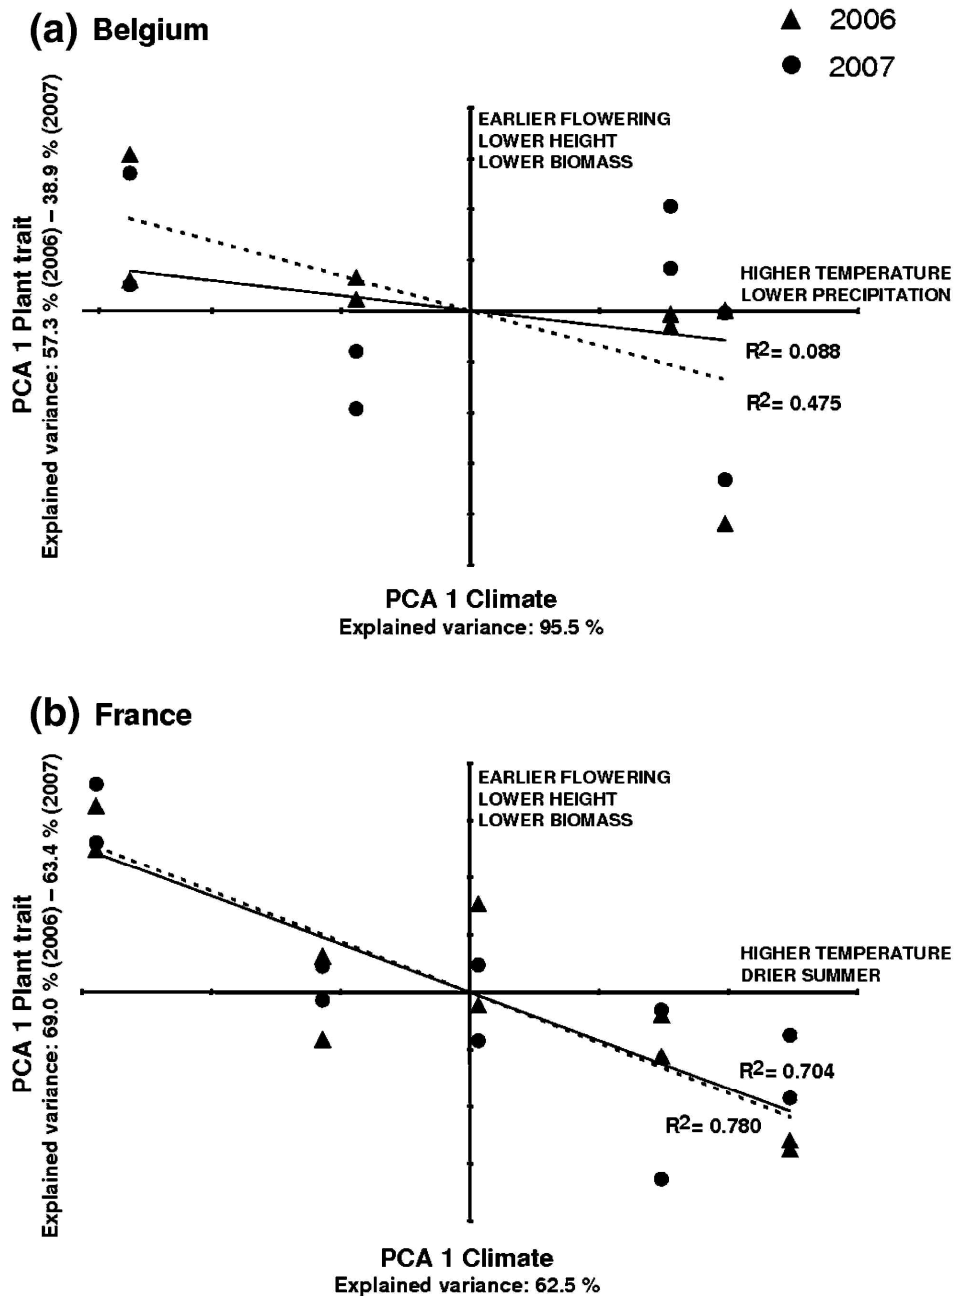 (a) Belgium
2006
2007
EARLIER FLOWERING
LOWER HEIGHT
LOWER BIOMASS
PCA 1 Plant trait
Explained variance: 57.3 % (2006) – 38.9 % (2007)
HIGHER TEMPERATURE
LOWER PRECIPITATION
R2= 0.088
R2= 0.475
PCA 1 Climate
Explained variance: 95.5 %
(b) France
EARLIER FLOWERING
LOWER HEIGHT
LOWER BIOMASS
PCA 1 Plant trait
Explained variance: 69.0 % (2006) – 63.4 % (2007)
HIGHER TEMPERATURE
DRIER SUMMER
R2= 0.704
R2= 0.780
PCA 1 Climate
Explained variance: 62.5 %